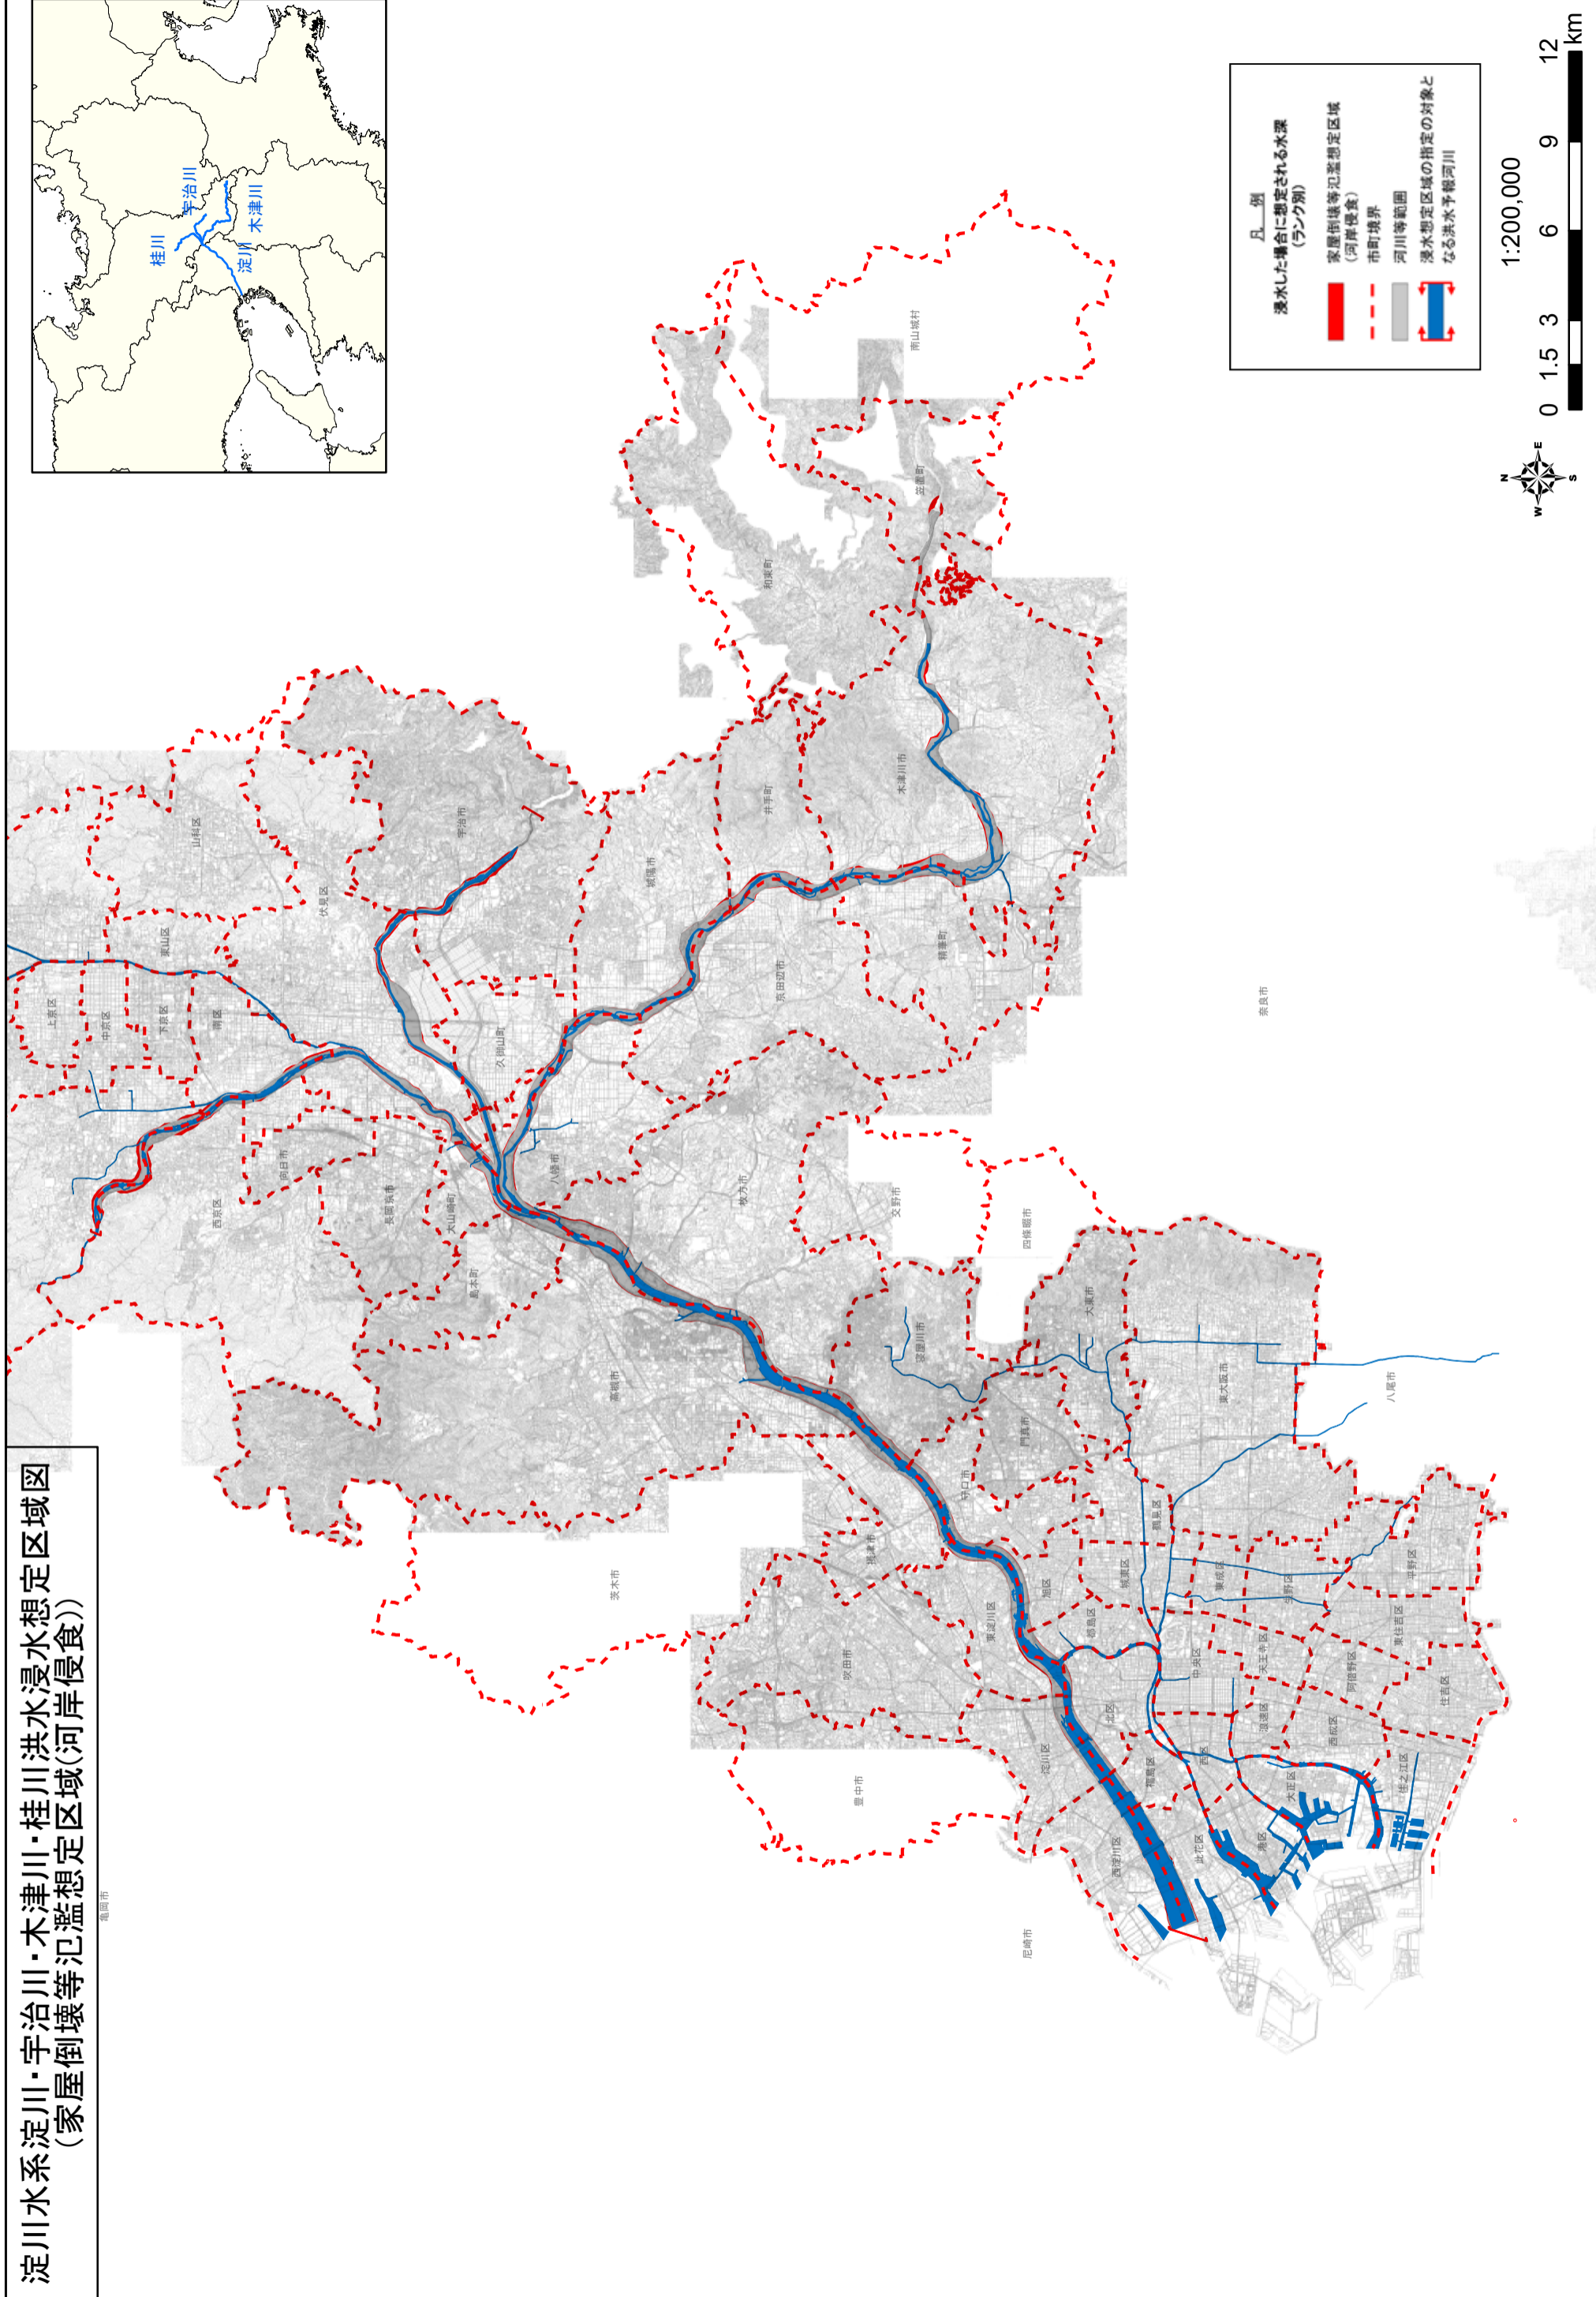 淀川水系淀川・宇治川・木津川・桂川洪水浸水想定区域図
（家屋倒壊等氾濫想定区域(河岸侵食)）
桂川
宇治川
淀川
木津川
亀岡市
上京区
中京区
下京区
東山区
南区
山科区
伏見区
西京区
向日市
長岡京市
大山崎町
島本町
宇治市
久御山町
八幡市
城陽市
井手町
京田辺市
精華町
木津川市
和束町
笠置町
南山城村
奈良市
高槻市
枚方市
交野市
四條畷市
寝屋川市
大東市
門真市
守口市
東大阪市
八尾市
茨木市
摂津市
吹田市
豊中市
尼崎市
東淀川区
旭区
都島区
城東区
鶴見区
東成区
生野区
平野区
東住吉区
中央区
天王寺区
阿倍野区
住吉区
淀川区
北区
福島区
西区
浪速区
西成区
西淀川区
此花区
港区
大正区
住之江区
凡 例
浸水した場合に想定される水深
(ランク別)
家屋倒壊等氾濫想定区域
(河岸侵食)
市町境界
河川等範囲
浸水想定区域の指定の対象と
なる洪水予報河川
N
W
E
S
1:200,000
0 1.5 3 6 9 12
km